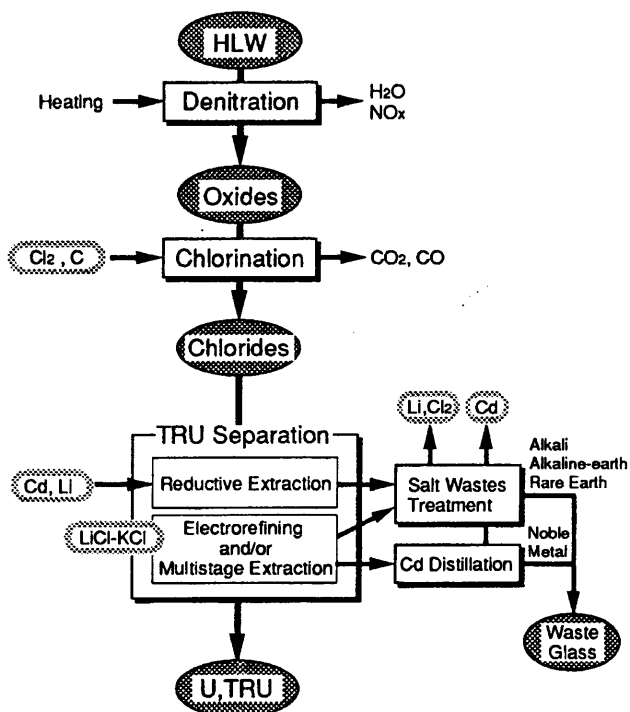 HLW
Heating
Denitration
H2O
NOx
Oxides
Cl2 , C
Chlorination
CO2, CO
Chlorides
Li,Cl2
Cd
TRU Separation
Cd, Li
Reductive Extraction
Salt Wastes
Treatment
Alkali
Alkaline-earth
Rare Earth
LiCl-KCl
Electrorefining
and/or
Multistage Extraction
Cd Distillation
Noble
Metal
Waste
Glass
U,TRU